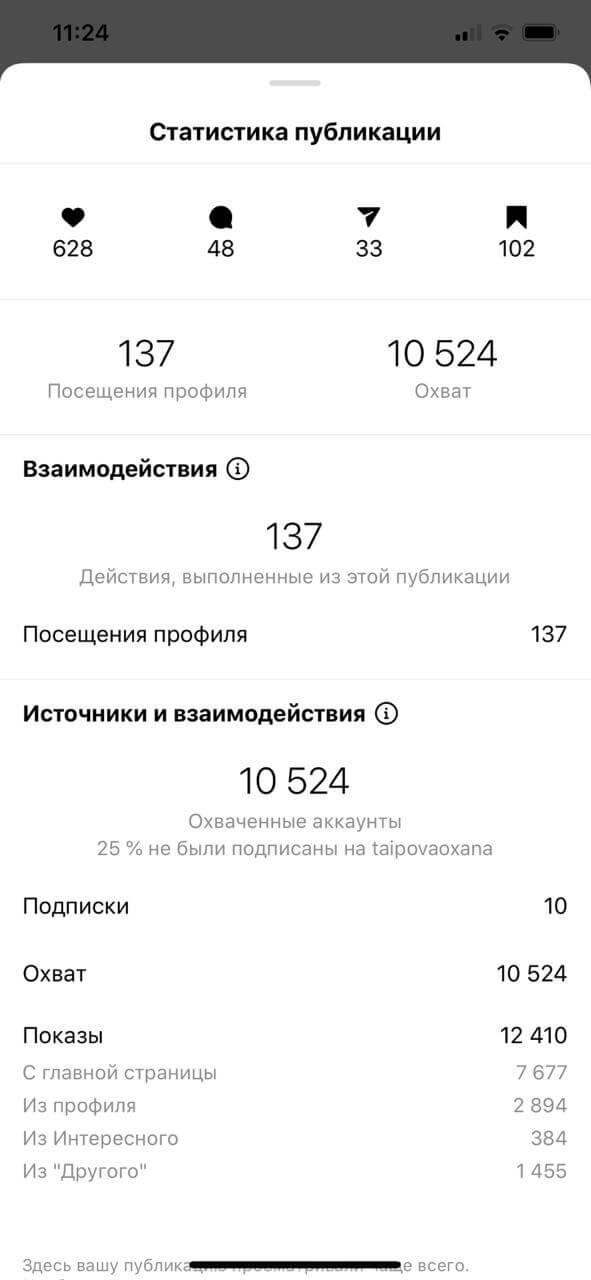 11:24
Статистика публикации
628 48 33 102
137 10 524
Посещения профиля Охват
Взаимодействия
137
Действия, выполненные из этой публикации
Посещения профиля 137
Источники и взаимодействия
10 524
Охваченные аккаунты
25 % не были подписаны на taipovaoxana
Подписки 10
Охват 10 524
Показы 12 410
С главной страницы 7 677
Из профиля 2 894
Из Интересного 384
Из "Другого" 1 455
Здесь вашу публикацию просматривали чаще всего.